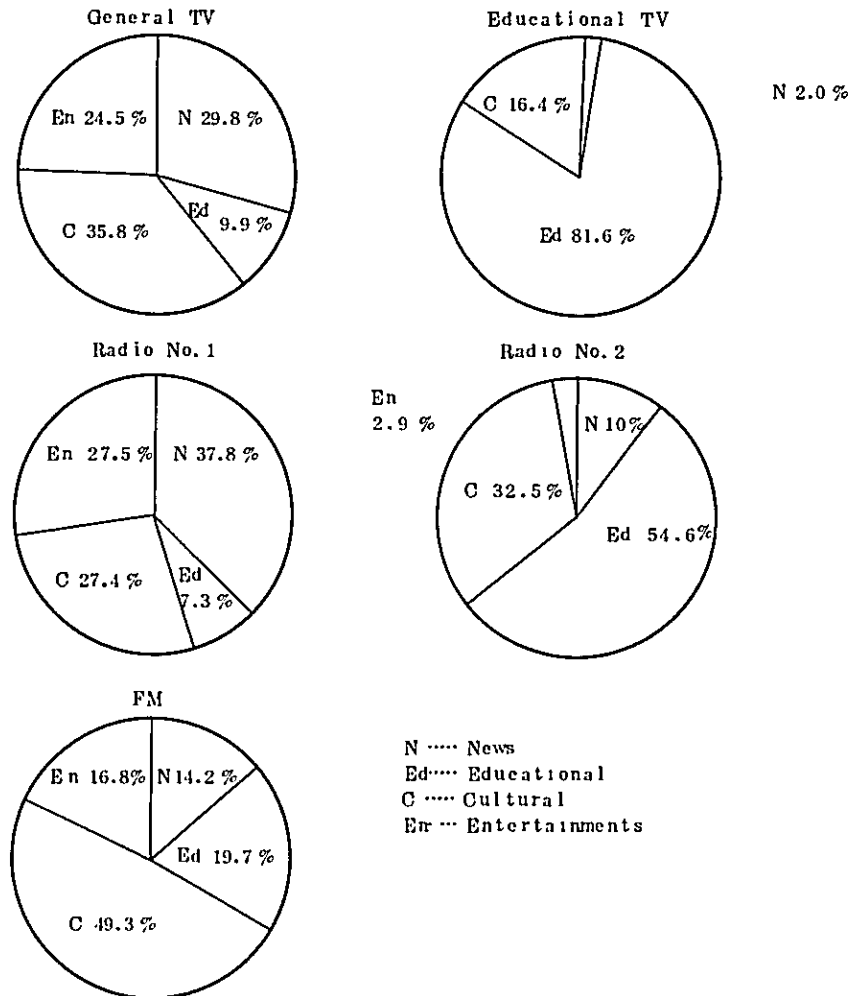 General TV
En 24.5 %
N 29.8 %
Ed 9.9 %
C 35.8 %
Educational TV
C 16.4 %
N 2.0 %
Ed 81.6 %
Radio No. 1
En 27.5 %
N 37.8 %
C 27.4 %
Ed
7.3 %
Radio No. 2
En
2.9 %
N 10%
C 32.5%
Ed 54.6%
FM
En 16.8%
N 14.2 %
Ed 19.7 %
C 49.3 %
N ····· News
Ed ····· Educational
C ····· Cultural
En ··· Entertainments